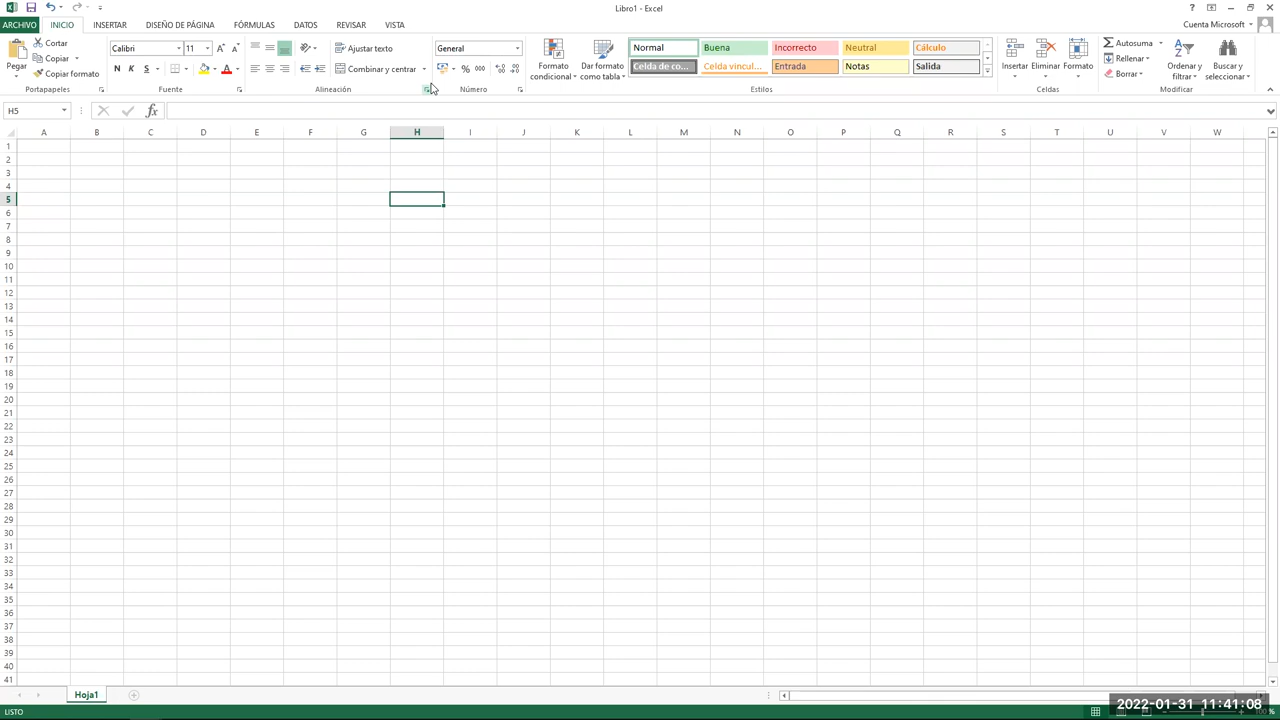 Libro1 - Excel
ARCHIVO INICIO INSERTAR DISEÑO DE PÁGINA FÓRMULAS DATOS REVISAR VISTA Cuenta Microsoft
Pegar
Cortar
Copiar
Copiar formato
Portapapeles
Calibri 11
N K S
Fuente
Ajustar texto
Combinar y centrar
Alineación
General
% 000
Número
Formato condicional
Dar formato como tabla
Normal Buena Incorrecto Neutral Cálculo
Celda de co... Celda vincul... Entrada Notas Salida
Estilos
Insertar Eliminar Formato
Celdas
Autosuma
Rellenar
Borrar
Ordenar y filtrar
Buscar y seleccionar
Modificar
H5 fx
A B C D E F G H I J K L M N O P Q R S T U V W
1
2
3
4
5
6
7
8
9
10
11
12
13
14
15
16
17
18
19
20
21
22
23
24
25
26
27
28
29
30
31
32
33
34
35
36
37
38
39
40
41
Hoja1
LISTO
2022-01-31 11:41:08